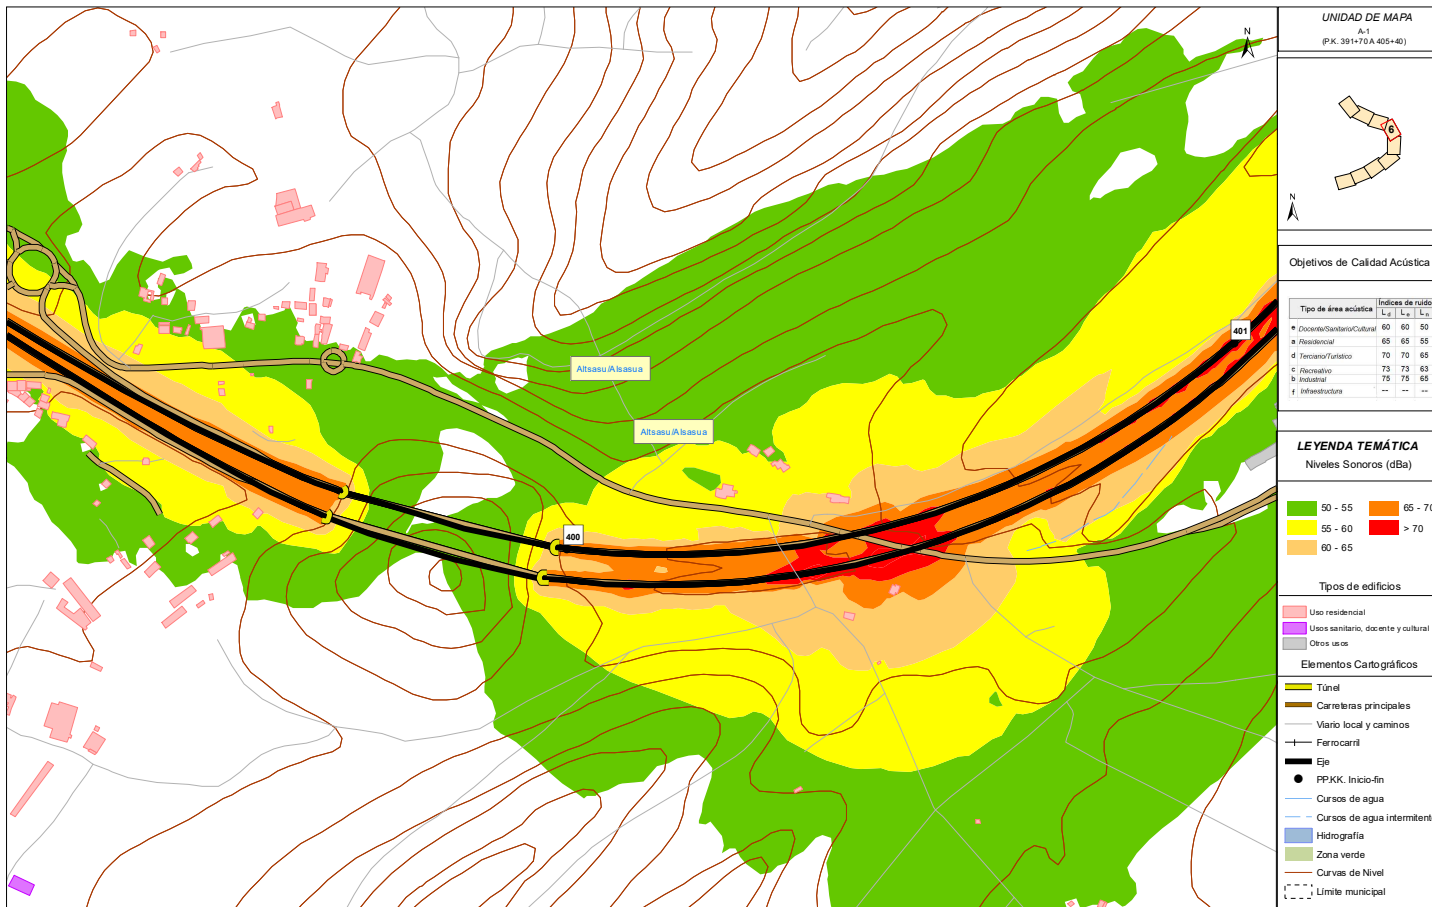 UNIDAD DE MAPA
A-1
(P.K. 391+70 A 405+40)
N
N
6
N
Objetivos de Calidad Acústica
Tipo de área acústica
Índices de ruido
L d
L e
L n
e Docente/Sanitario/Cultural 60 60 50
a Residencial 65 65 55
d Terciario/Turístico 70 70 65
c Recreativo 73 73 63
b Industrial 75 75 65
f Infraestructura -- -- --
LEYENDA TEMÁTICA
Niveles Sonoros (dBa)
50 - 55
65 - 70
55 - 60
> 70
60 - 65
Tipos de edificios
Uso residencial
Usos sanitario, docente y cultural
Otros usos
Elementos Cartográficos
Túnel
Carreteras principales
Viario local y caminos
Ferrocarril
Eje
PP.KK. Inicio-fin
Cursos de agua
Cursos de agua intermitente
Hidrografía
Zona verde
Curvas de Nivel
Límite municipal
401
Altsasu/Alsasua
Altsasu/Alsasua
400